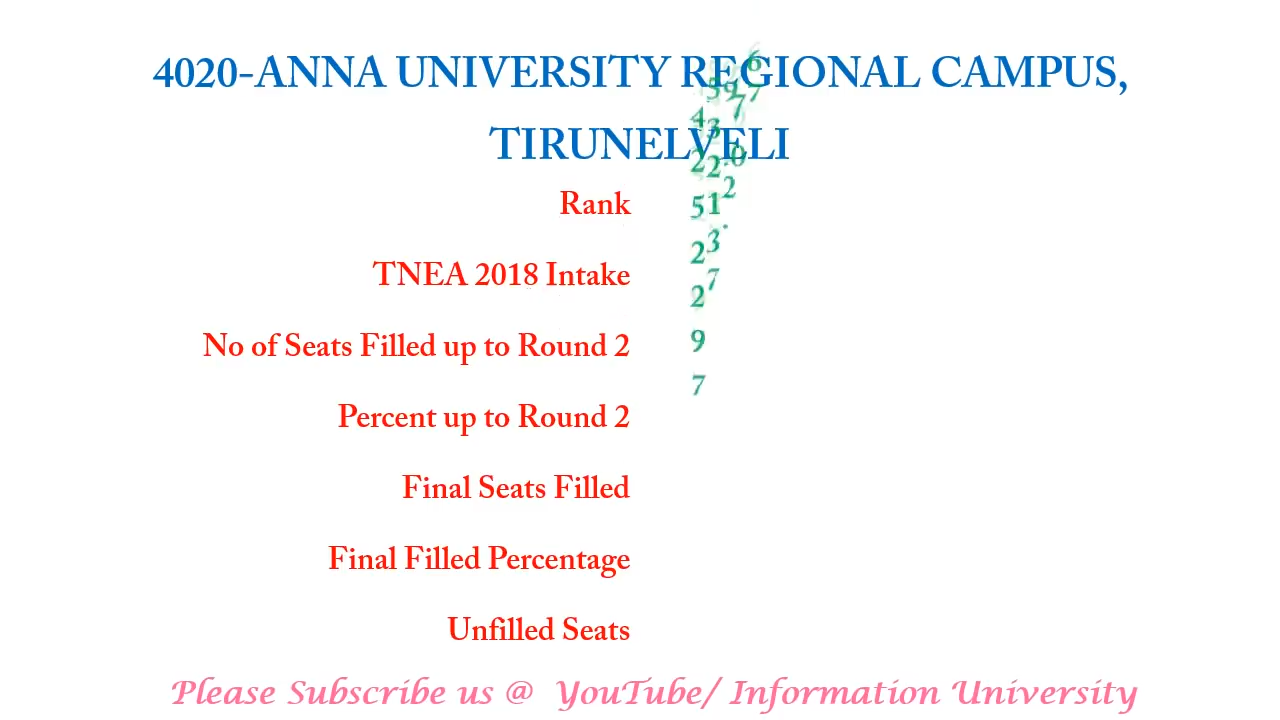 4020-ANNA UNIVERSITY REGIONAL CAMPUS,
TIRUNELVELI
Rank
TNEA 2018 Intake
No of Seats Filled up to Round 2
Percent up to Round 2
Final Seats Filled
Final Filled Percentage
Unfilled Seats
Please Subscribe us @ YouTube/ Information University